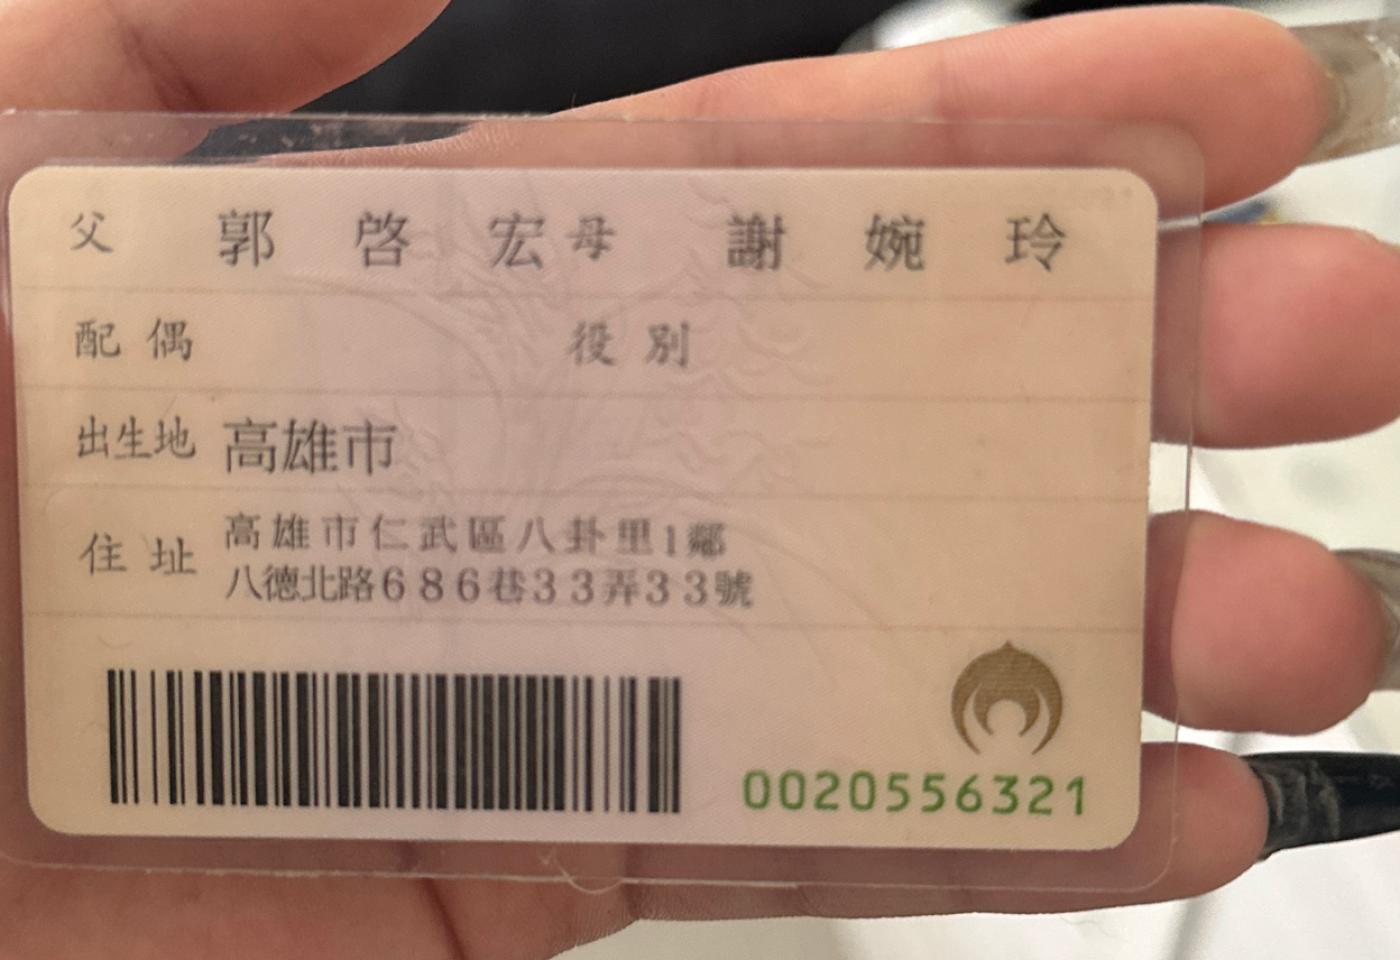 父 郭啓宏 母 謝婉玲
配偶 役別
出生地 高雄市
住址 高雄市仁武區八卦里1鄰
八德北路686巷33弄33號
0020556321